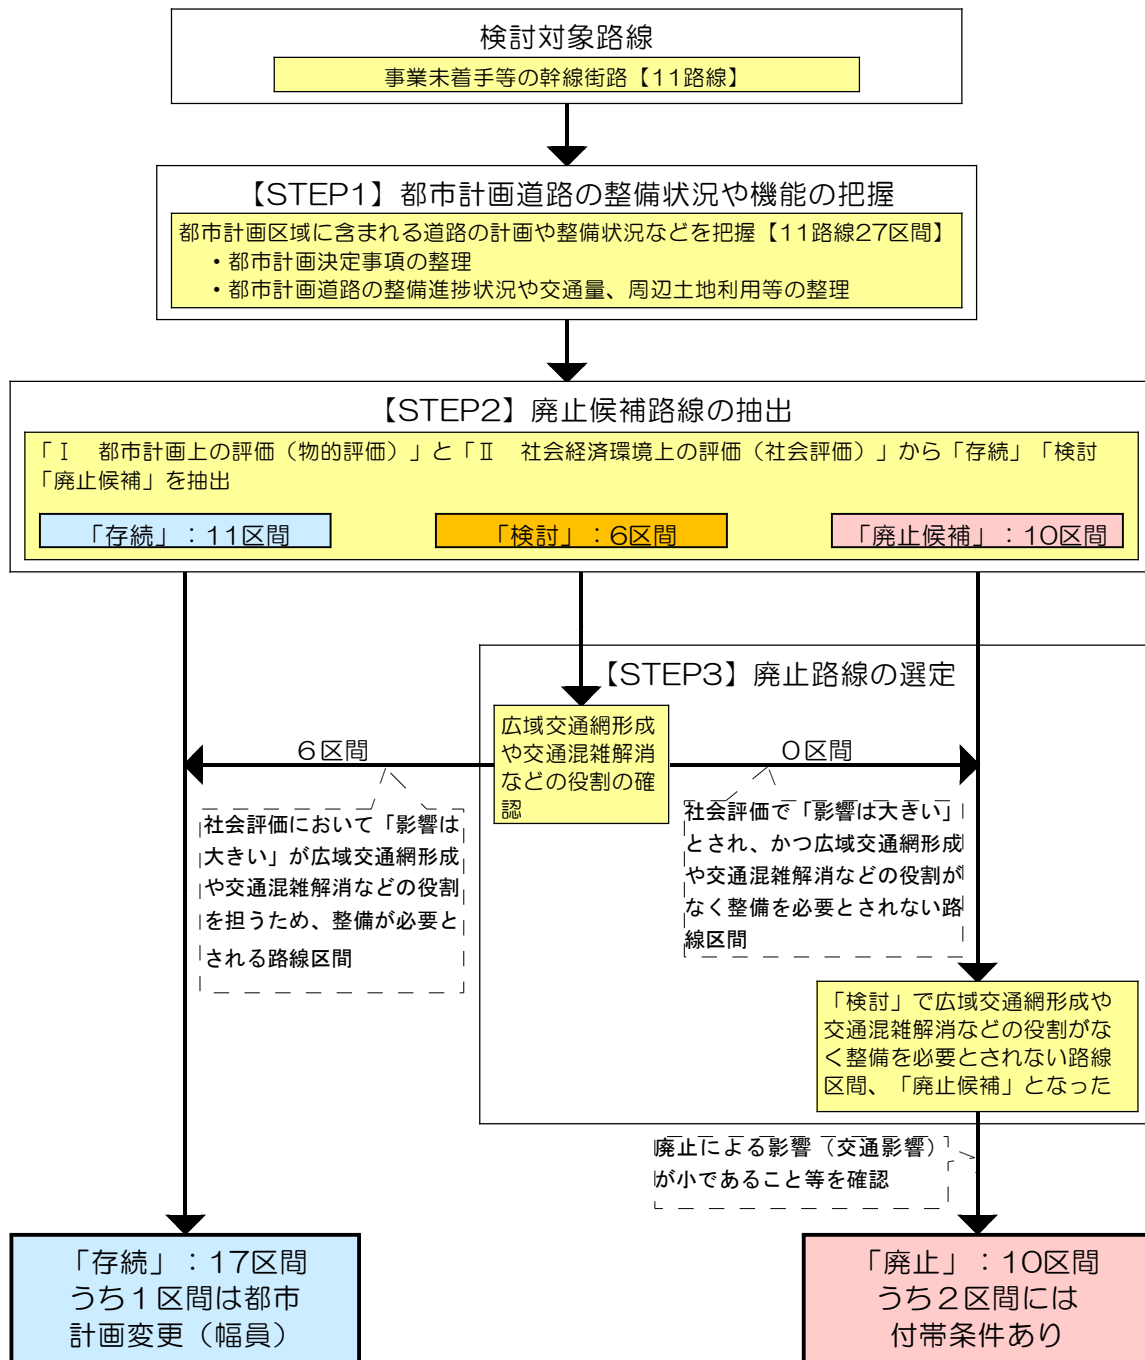 検討対象路線
事業未着手等の幹線街路【11路線】
【STEP1】都市計画道路の整備状況や機能の把握
都市計画区域に含まれる道路の計画や整備状況などを把握【11路線27区間】
・都市計画決定事項の整理
・都市計画道路の整備進捗状況や交通量、周辺土地利用等の整理
【STEP2】廃止候補路線の抽出
「Ⅰ　都市計画上の評価（物的評価）」と「Ⅱ　社会経済環境上の評価（社会評価）」から「存続」「検討
「廃止候補」を抽出
「存続」：11区間
「検討」：6区間
「廃止候補」：10区間
【STEP3】廃止路線の選定
広域交通網形成
や交通混雑解消
などの役割の確
認
６区間
０区間
社会評価において「影響は
大きい」が広域交通網形成
や交通混雑解消などの役割
を担うため、整備が必要と
される路線区間
社会評価で「影響は大きい」
とされ、かつ広域交通網形成
や交通混雑解消などの役割が
なく整備を必要とされない路
線区間
「検討」で広域交通網形成や
交通混雑解消などの役割がな
く整備を必要とされない路線
区間、「廃止候補」となった
廃止による影響（交通影響）
が小であること等を確認
「存続」：17区間
うち１区間は都市
計画変更（幅員）
「廃止」：10区間
うち２区間には
付帯条件あり